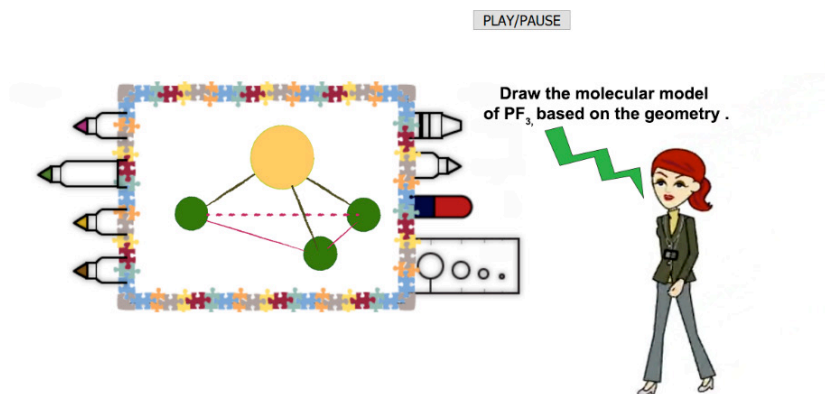 PLAY/PAUSE
Draw the molecular model
of PF3, based on the geometry .